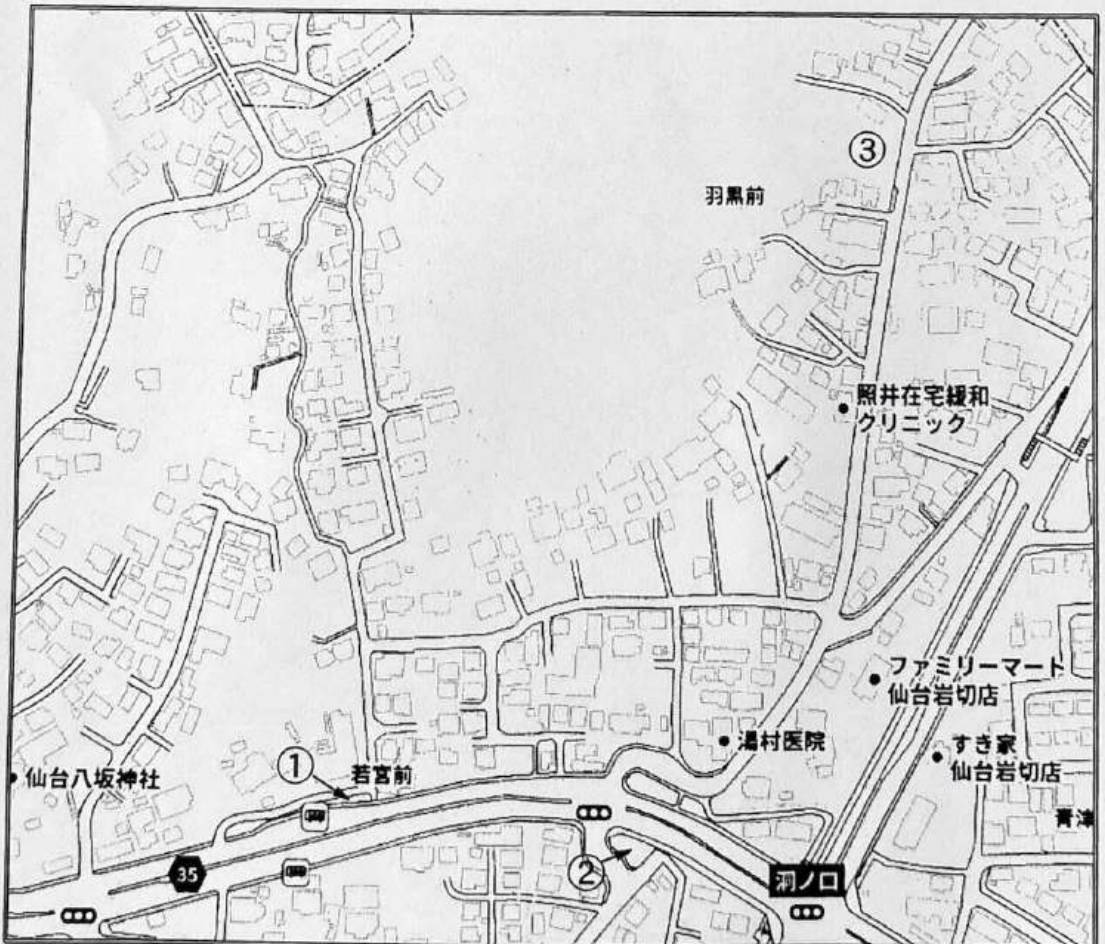 ③
羽黒前
照井在宅緩和
クリニック
ファミリーマート
仙台岩切店
湯村医院
すき家
仙台岩切店
①
若宮前
仙台八坂神社
青津
35
②
洞ノ口